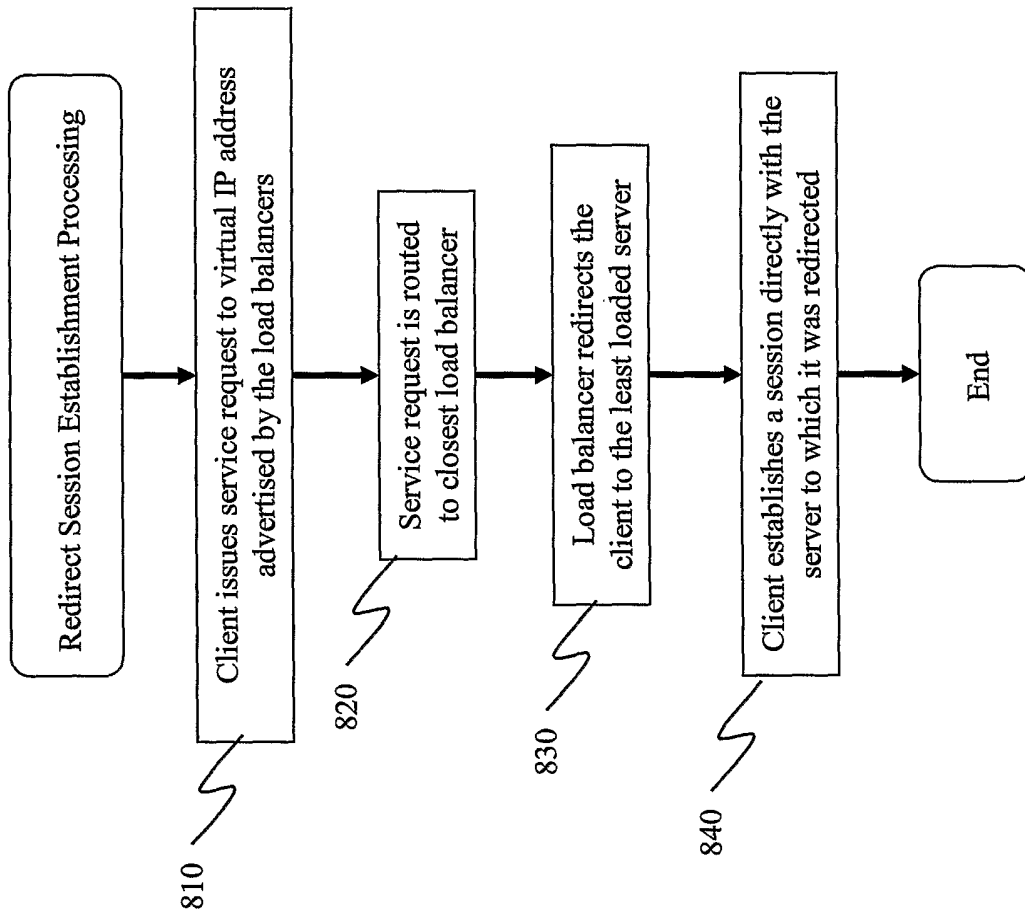 Redirect Session Establishment Processing
810
Client issues service request to virtual IP address
advertised by the load balancers
820
Service request is routed
to closest load balancer
830
Load balancer redirects the
client to the least loaded server
840
Client establishes a session directly with the
server to which it was redirected
End